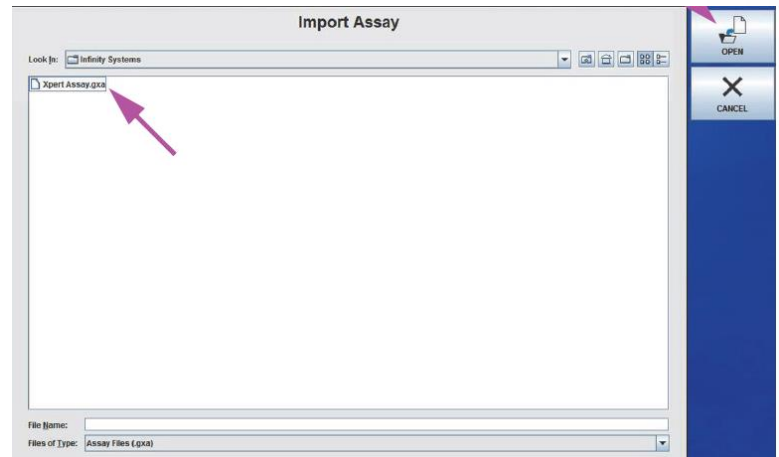 Import Assay
OPEN
Look In: Infinity Systems
Xpert Assay.gxa
CANCEL
File Name:
Files of Type: Assay Files (.gxa)